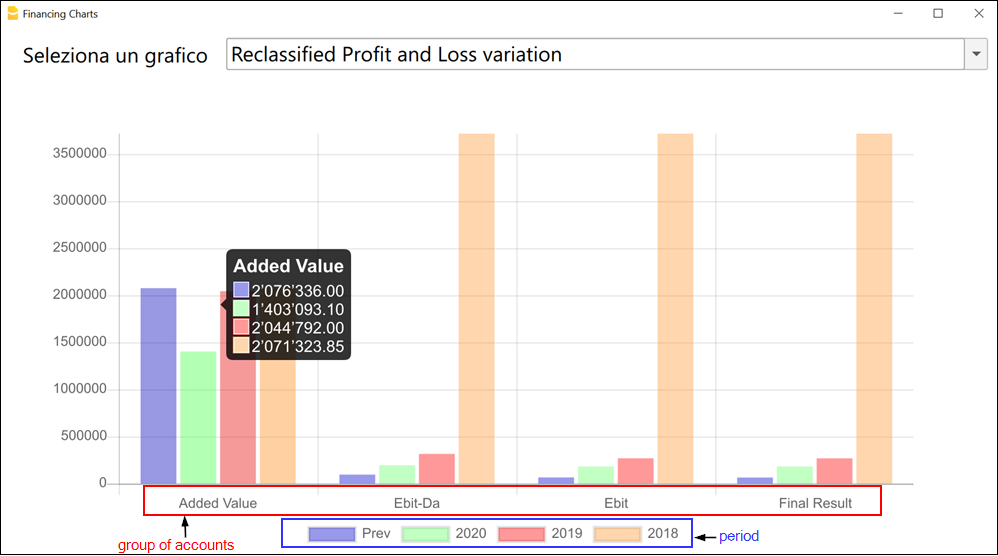 Financing Charts
Seleziona un grafico
Reclassified Profit and Loss variation
3500000
3000000
2500000
2000000
1500000
1000000
500000
0
Added Value
2'076'336.00
1'403'093.10
2'044'792.00
2'071'323.85
Added Value Ebit-Da Ebit Final Result
Prev 2020 2019 2018
period
group of accounts